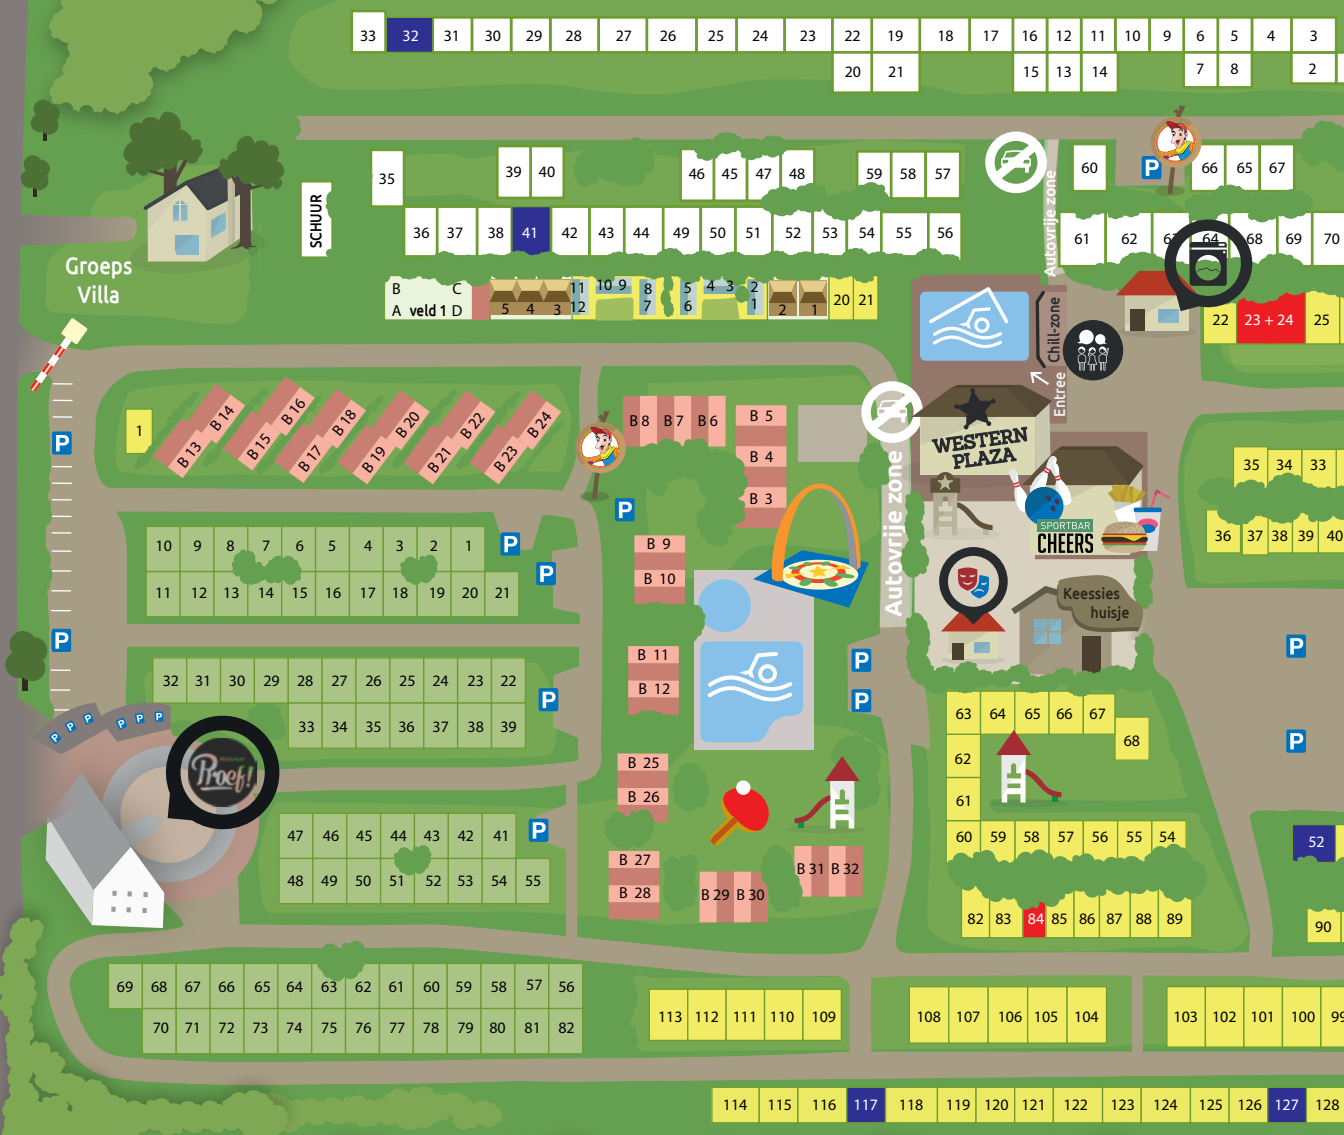 33 32 31 30 29 28 27 26 25 24 23 22 19 18 17 16 12 11 10 9 6 5 4 3
20 21 15 13 14 7 8 2
35 39 40 46 45 47 48 59 58 57 60 P 66 65 67
SCHUUR
36 37 38 41 42 43 44 49 50 51 52 53 54 55 56 61 62 63 64 68 69 70
Autovrije zone
Groeps
Villa
B C
A veld 1 D
5 4 3
11 10 9 8 5 4 3 2
12 7 6 1
2 1 20 21
22 23 + 24 25
Chill-zone
Entree
WESTERN
PLAZA
1
B 13 B 14 B 15 B 16 B 17 B 18 B 19 B 20 B 21 B 22 B 23 B 24
B 8 B 7 B 6 B 5
B 4
B 3
P
P
Autovrije zone
35 34 33
36 37 38 39 40
SPORTBAR
CHEERS
10 9 8 7 6 5 4 3 2 1 P
11 12 13 14 15 16 17 18 19 20 21 P
B 9
B 10
Keessies
huisje
P
32 31 30 29 28 27 26 25 24 23 22
33 34 35 36 37 38 39 P
B 11
B 12
P
P
P
P
63 64 65 66 67
68
62
61
60 59 58 57 56 55 54
P P P P P P
Proef!
B 25
B 26
47 46 45 44 43 42 41 P
48 49 50 51 52 53 54 55
B 27
B 28
B 29 B 30
B 31 B 32
52
82 83 84 85 86 87 88 89
90
69 68 67 66 65 64 63 62 61 60 59 58 57 56
70 71 72 73 74 75 76 77 78 79 80 81 82
113 112 111 110 109 108 107 106 105 104 103 102 101 100 99
114 115 116 117 118 119 120 121 122 123 124 125 126 127 128